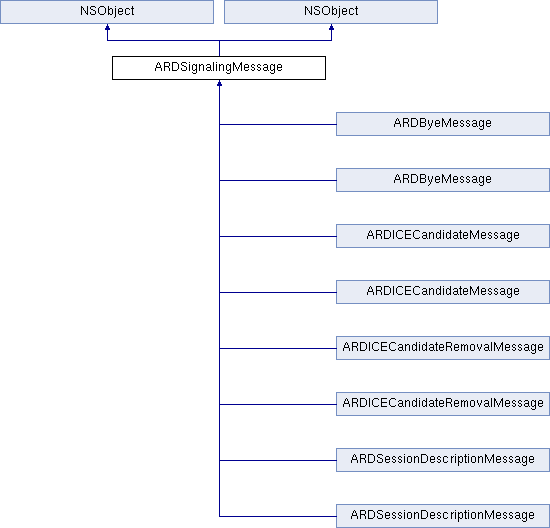 NSObject
NSObject
ARDSignalingMessage
ARDByeMessage
ARDByeMessage
ARDICECandidateMessage
ARDICECandidateMessage
ARDICECandidateRemovalMessage
ARDICECandidateRemovalMessage
ARDSessionDescriptionMessage
ARDSessionDescriptionMessage